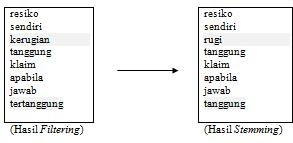 resiko
sendiri
kerugian
tanggung
klaim
apabila
jawab
tertanggung
(Hasil Filtering)
resiko
sendiri
rugi
tanggung
klaim
apabila
jawab
tanggung
(Hasil Stemming)